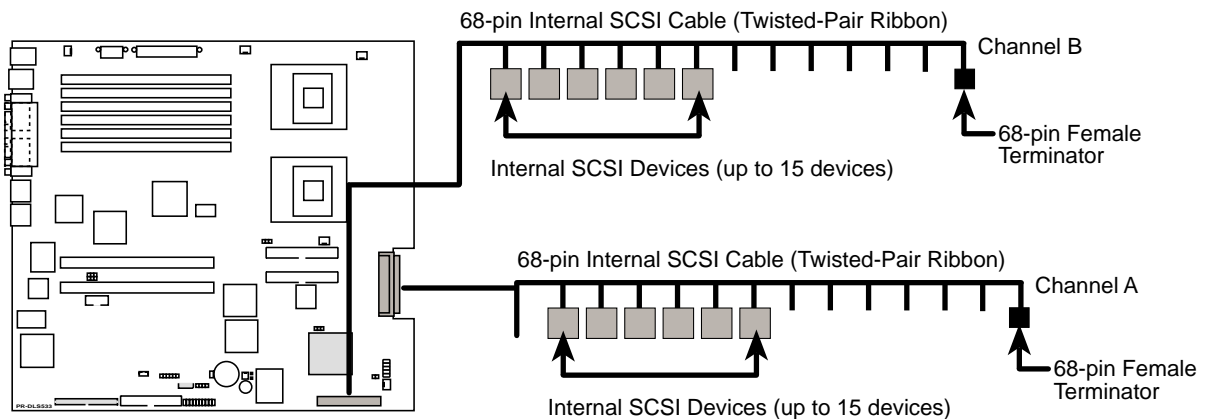 68-pin Internal SCSI Cable (Twisted-Pair Ribbon)
Channel B
68-pin Female
Terminator
Internal SCSI Devices (up to 15 devices)
68-pin Internal SCSI Cable (Twisted-Pair Ribbon)
Channel A
68-pin Female
Terminator
Internal SCSI Devices (up to 15 devices)
PR-DLS533